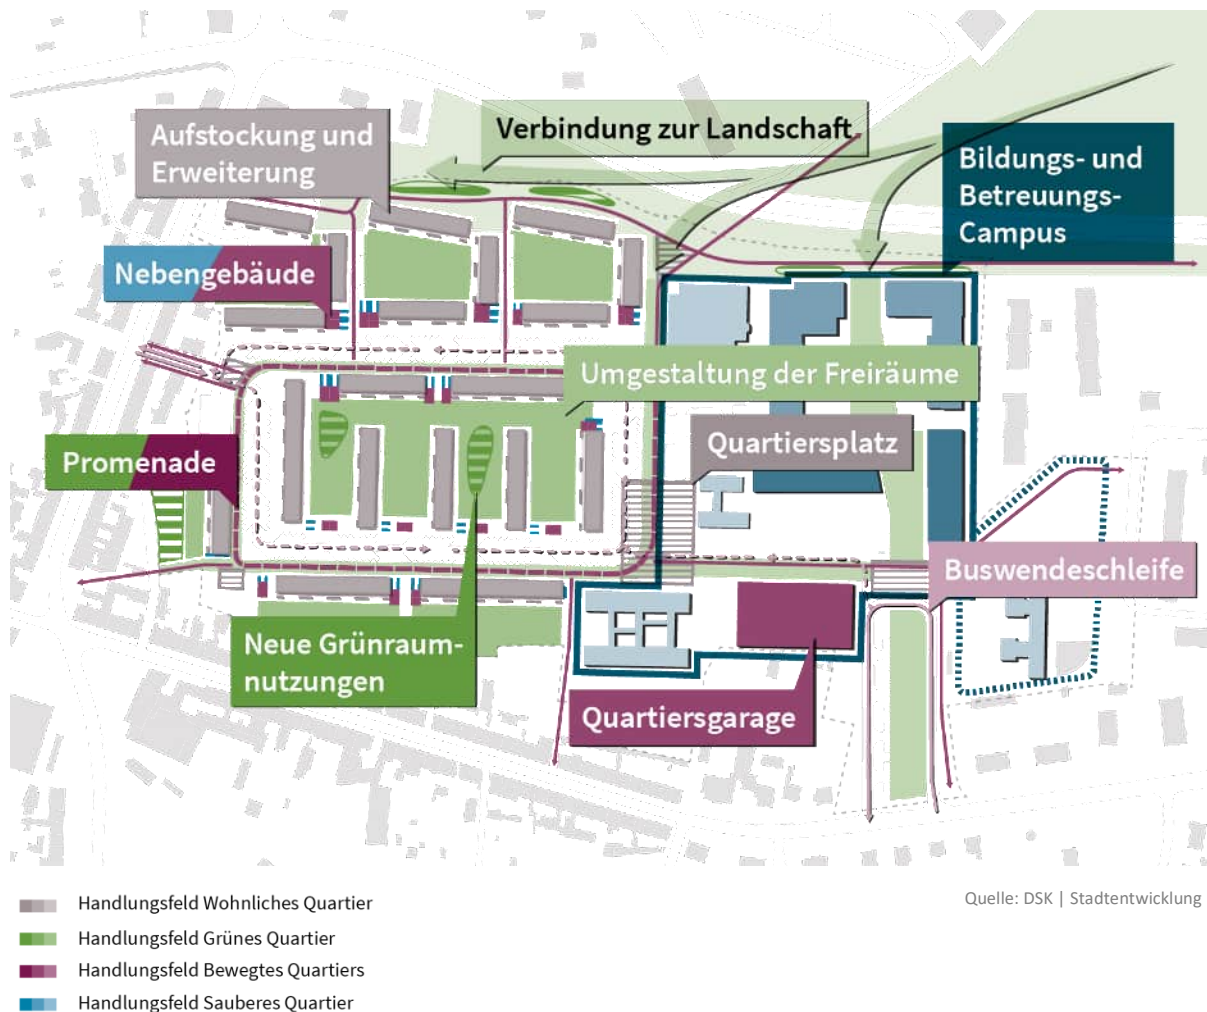 Aufstockung und
Erweiterung
Verbindung zur Landschaft
Bildungs- und
Betreuungs-
Campus
Nebengebäude
Umgestaltung der Freiräume
Quartiersplatz
Promenade
Buswendeschleife
Neue Grünraum-
nutzungen
Quartiersgarage
Quelle: DSK | Stadtentwicklung
Handlungsfeld Wohnliches Quartier
Handlungsfeld Grünes Quartier
Handlungsfeld Bewegtes Quartiers
Handlungsfeld Sauberes Quartier